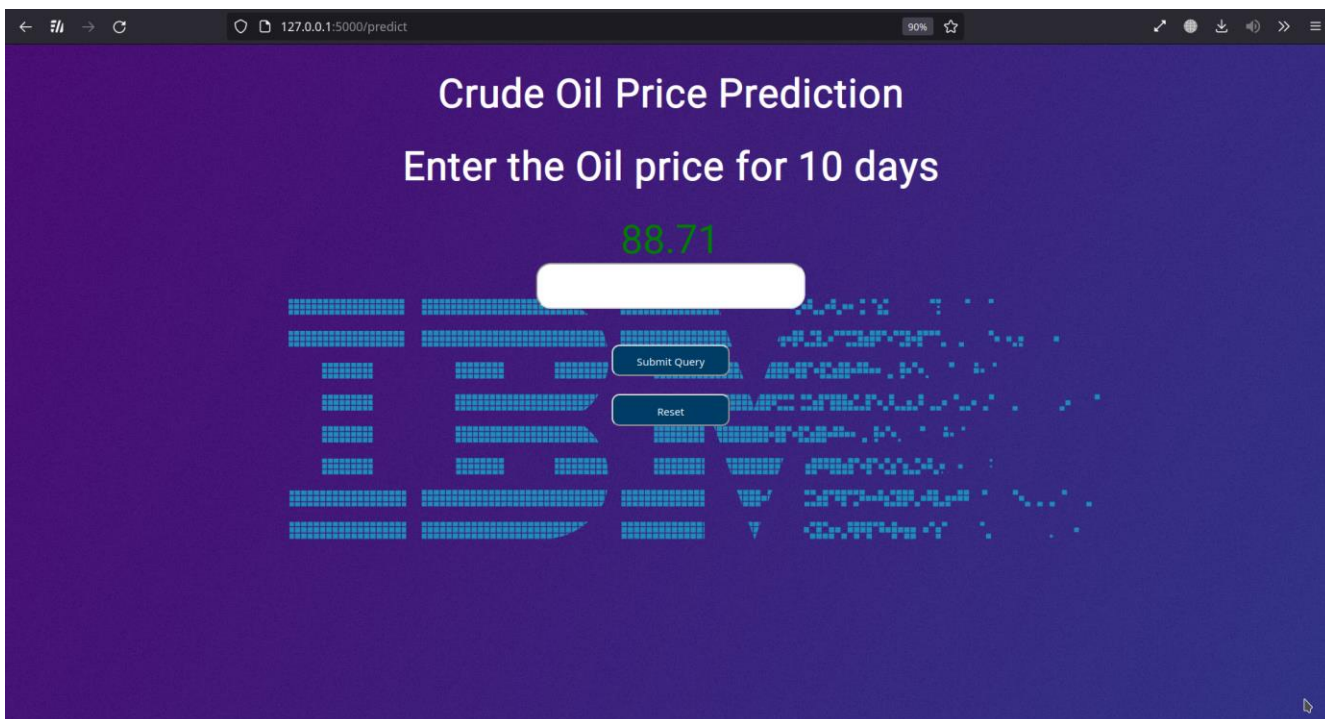 127.0.0.1:5000/predict
90%
Crude Oil Price Prediction
Enter the Oil price for 10 days
88.71
Submit Query
Reset
IBM